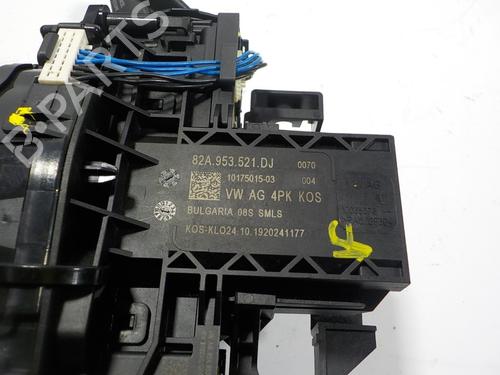 B-PARTS
82A.953.521.DJ 0070
10175015-03 004
VW AG 4PK KOS
BULGARIA 08S SMLS
KOS-KLO24.10.1920241177
AG